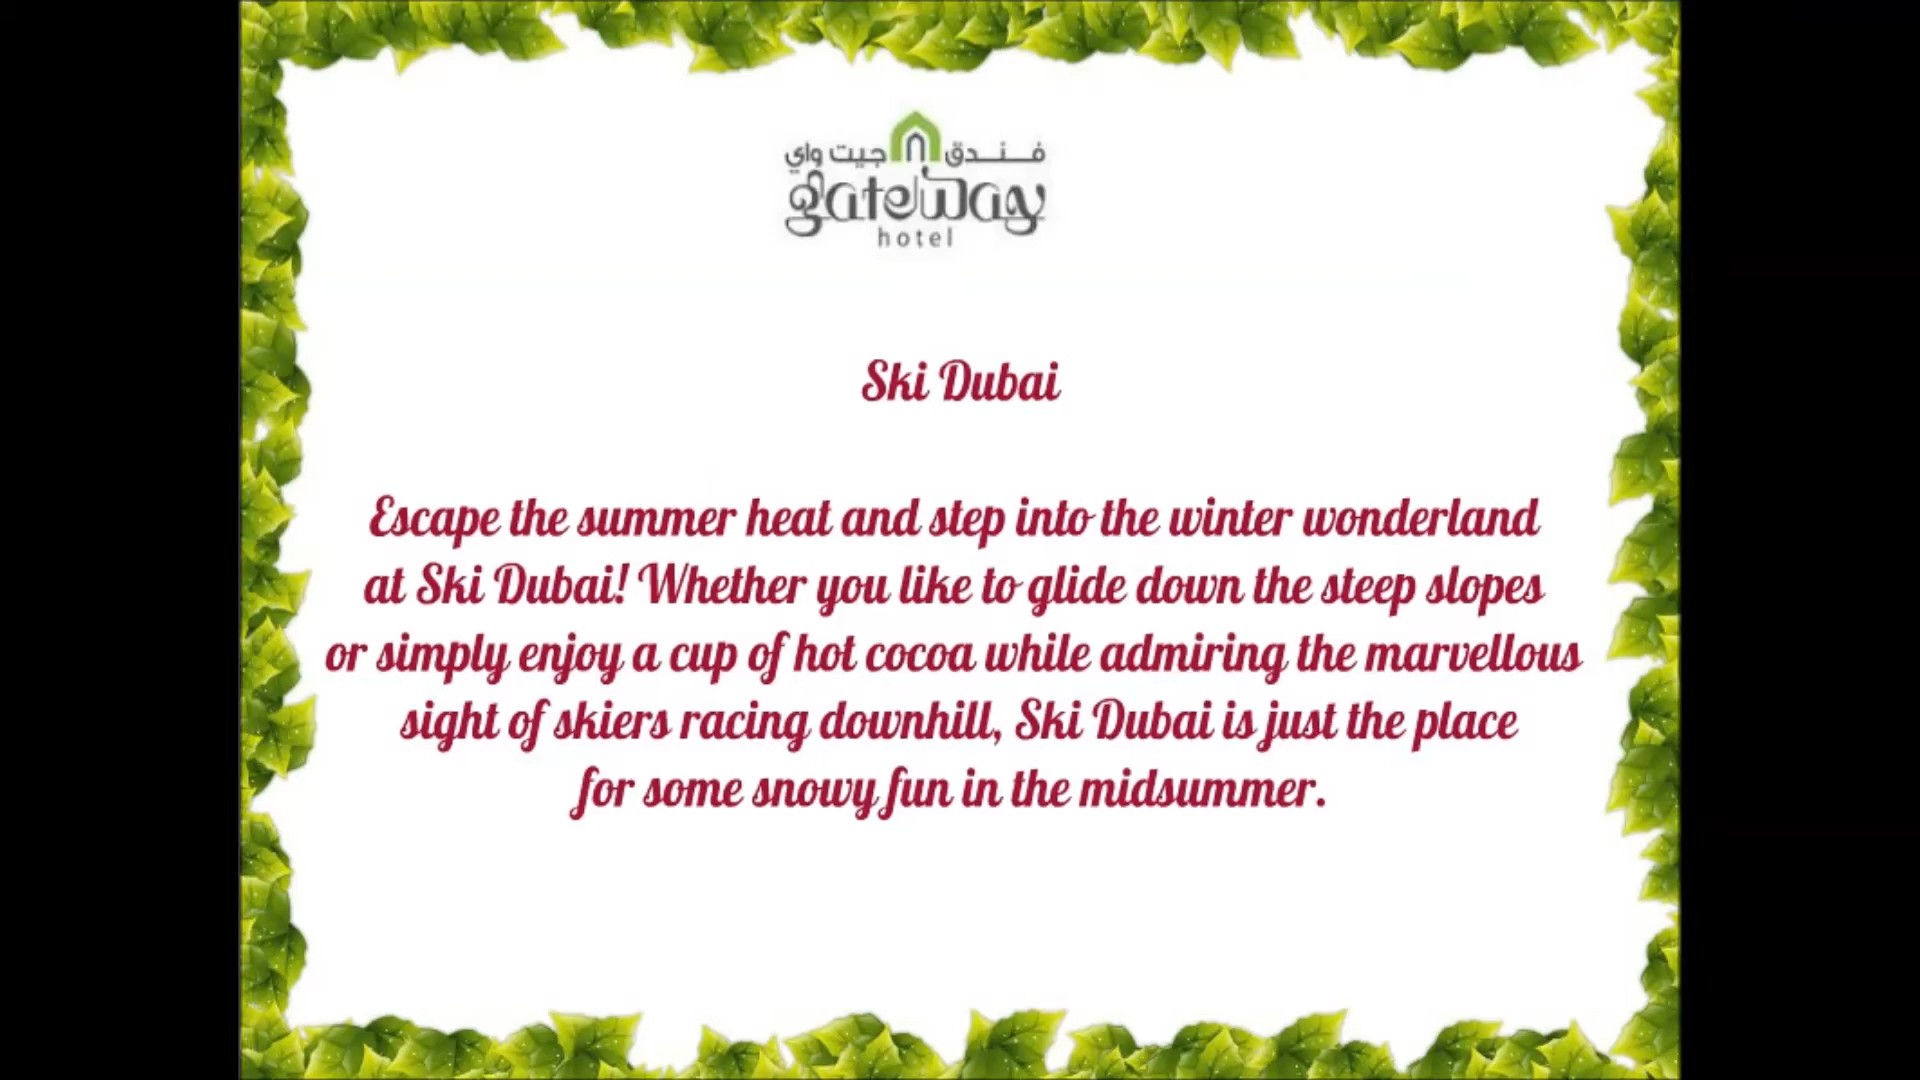 فندق جيت واي
gateway
hotel
Ski Dubai
Escape the summer heat and step into the winter wonderland
at Ski Dubai! Whether you like to glide down the steep slopes
or simply enjoy a cup of hot cocoa while admiring the marvellous
sight of skiers racing downhill, Ski Dubai is just the place
for some snowy fun in the midsummer.